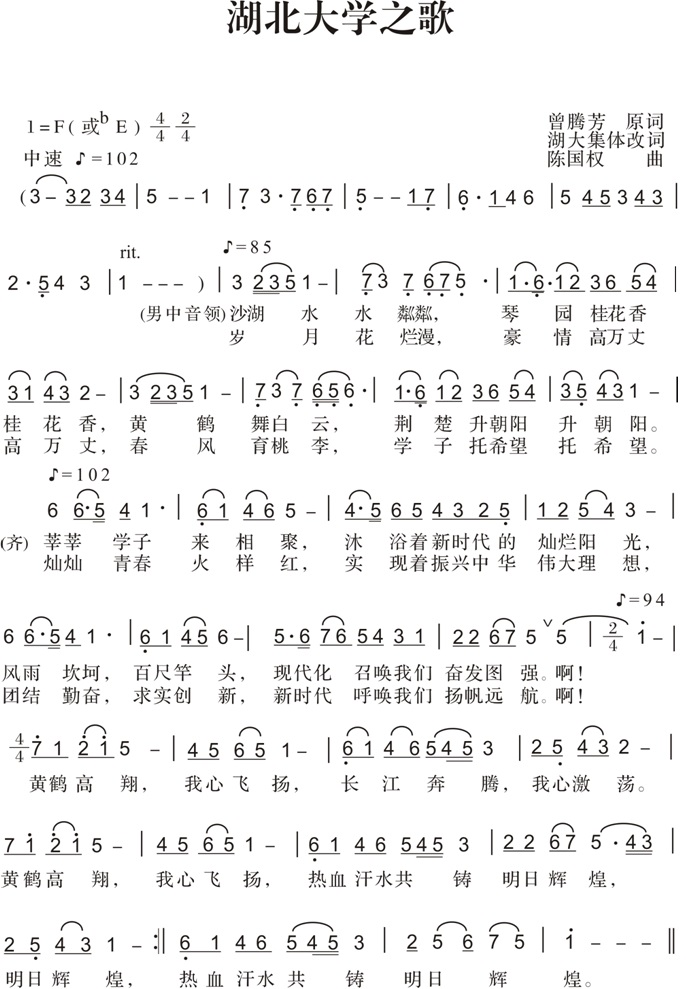 湖北大学之歌
1=F(或bE) 4/4 2/4
中速 ♪=102
曾腾芳 原词
湖大集体改词
陈国权 曲
(3– 32 34 | 5 –– 1 | 7 3· 767 | 5·–– 17 | 6· 146 | 5 45343 |
rit. ♪=85
2·54 3 | 1 ––– ) | 3 2351– | 73 7 675 · | 1·6·12 36 54 |
(男中音领)沙湖 水 水 粼粼, 琴 园 桂花香
岁 月 花 烂漫, 豪 情 高万丈
31 43 2– | 3 2351– | 737 656· | 1·6 12 36 54 | 35 431– |
桂 花 香, 黄 鹤 舞白 云, 荆 楚 升朝阳 升 朝 阳。
高 万 丈, 春 风 育桃 李, 学 子 托希望 托 希 望。
♪=102
6 6·5 41· | 61 46 5– | 4·5 65 43 25 | 125 4 3– |
(齐) 莘莘 学子 来 相 聚, 沐 浴着新时代 的 灿烂阳 光,
灿灿 青春 火 样 红, 实 现着振兴中 华 伟大理 想,
♪=94
6 6·541· | 61 45 6– | 5·6 76 54 31 | 22 67 5 ∨ 5 | 2/4 1– |
风雨 坎坷, 百尺竿 头, 现代化 召唤我们 奋发图 强。啊!
团结 勤奋, 求实创 新, 新时代 呼唤我们 扬帆远 航。啊!
4/4 71 21 5 – | 45 65 1– | 61 46545 3 | 25 43 2 – |
黄鹤高 翔, 我心飞 扬, 长 江 奔 腾, 我心激 荡。
71 21 5 – | 45 651 – | 61 46 545 3 | 22 67 5·43 |
黄鹤高 翔, 我心飞 扬, 热血汗水共 铸 明日辉 煌,
25 43 1– :|| 61 46 545 3 | 25 6 75 | 1 ––– ||
明日辉 煌, 热血汗水 共 铸 明日 辉 煌。